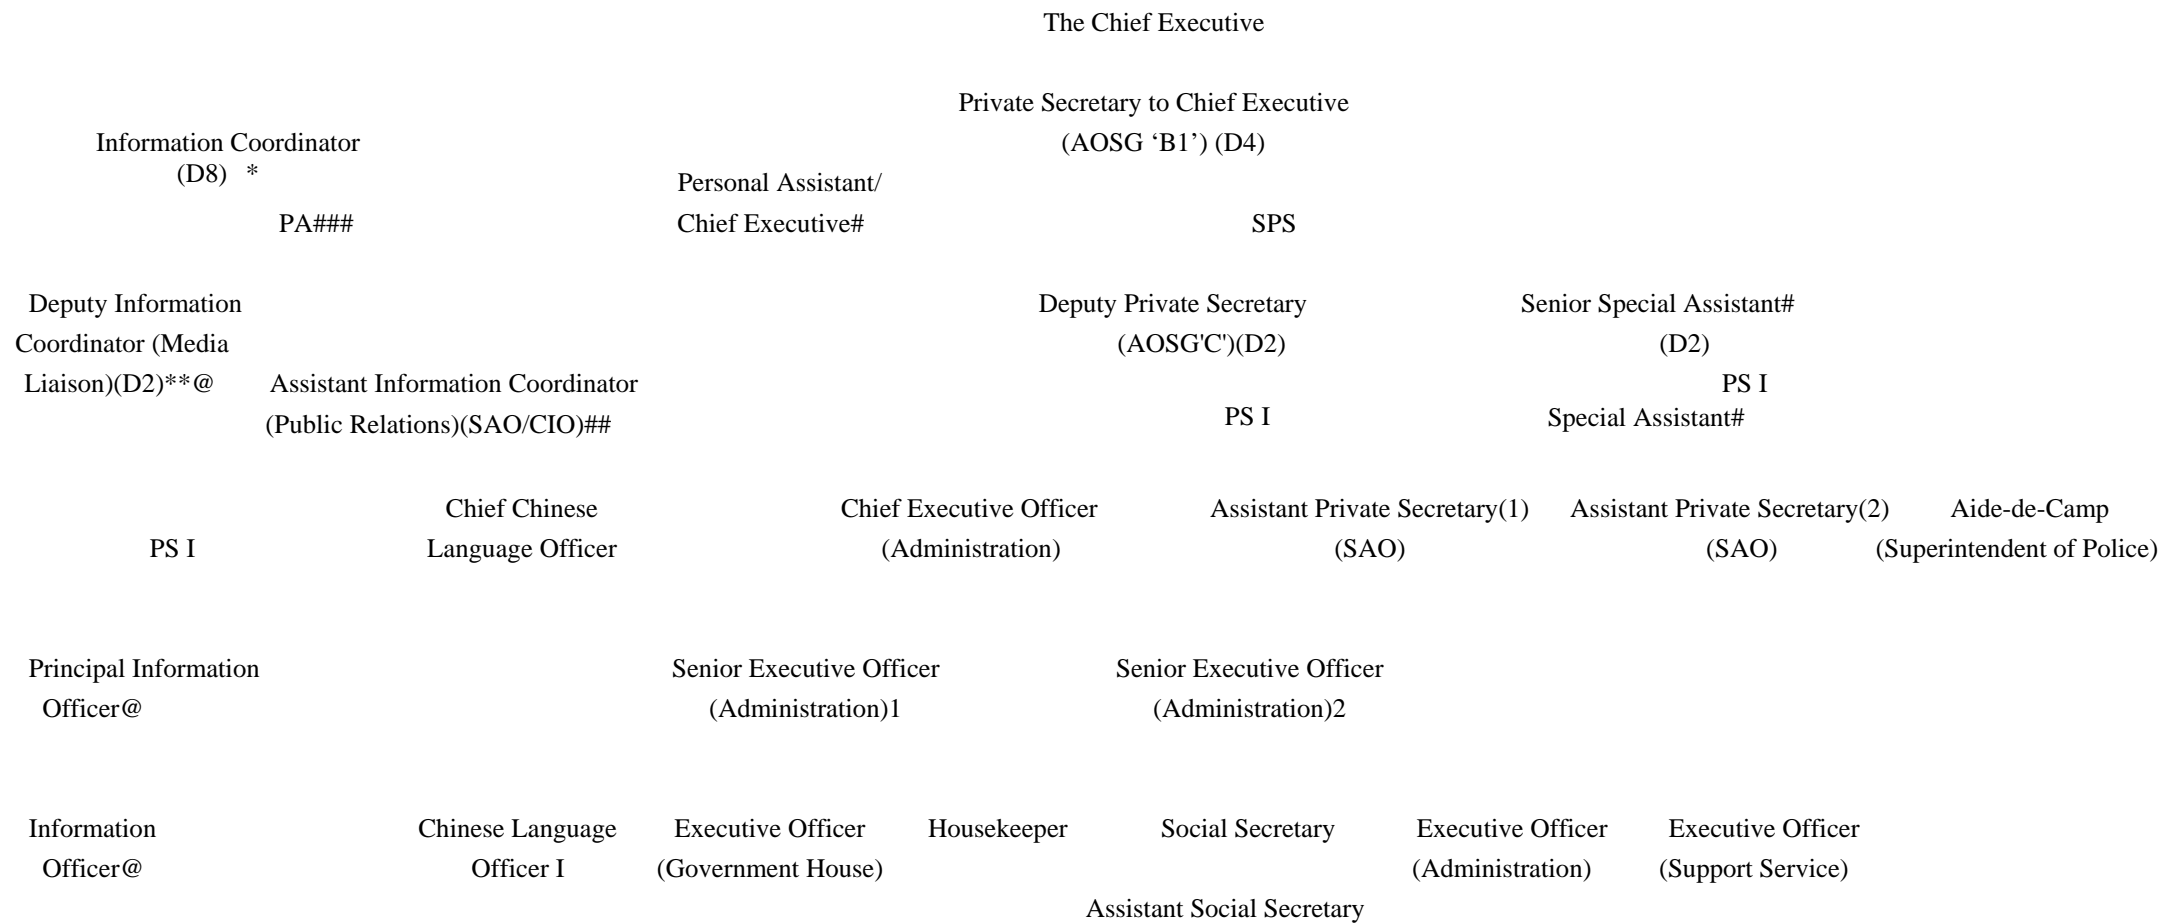 The Chief Executive
Private Secretary to Chief Executive
Information Coordinator (AOSG ‘B1’) (D4)
(D8) *
Personal Assistant/
PA### Chief Executive# SPS
Deputy Information Deputy Private Secretary Senior Special Assistant#
Coordinator (Media (AOSG'C')(D2) (D2)
Liaison)(D2)**@ Assistant Information Coordinator PS I
(Public Relations)(SAO/CIO)## PS I Special Assistant#
Chief Chinese Chief Executive Officer Assistant Private Secretary(1) Assistant Private Secretary(2) Aide-de-Camp
PS I Language Officer (Administration) (SAO) (SAO) (Superintendent of Police)
Principal Information Senior Executive Officer Senior Executive Officer
Officer@ (Administration)1 (Administration)2
Information Chinese Language Executive Officer Housekeeper Social Secretary Executive Officer Executive Officer
Officer@ Officer I (Government House) (Administration) (Support Service)
Assistant Social Secretary